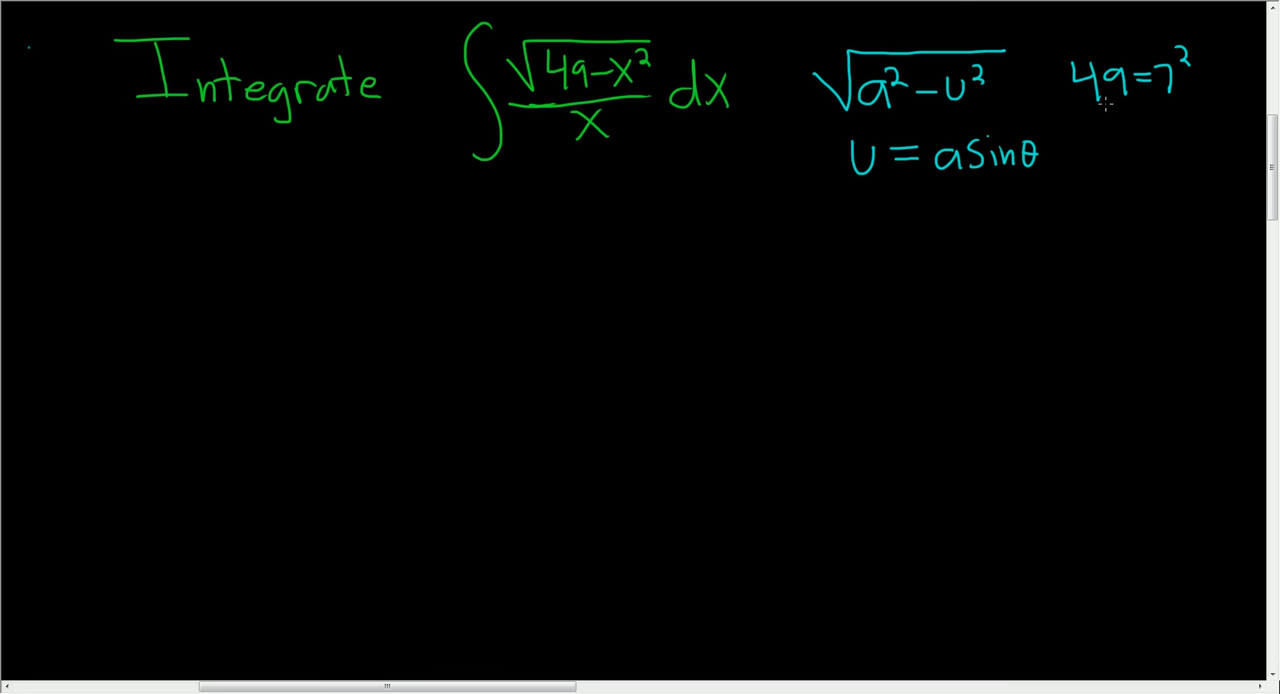 Integrate ∫ √(49-x²)/x dx √(a²-u²) 49=7²
u = asinθ